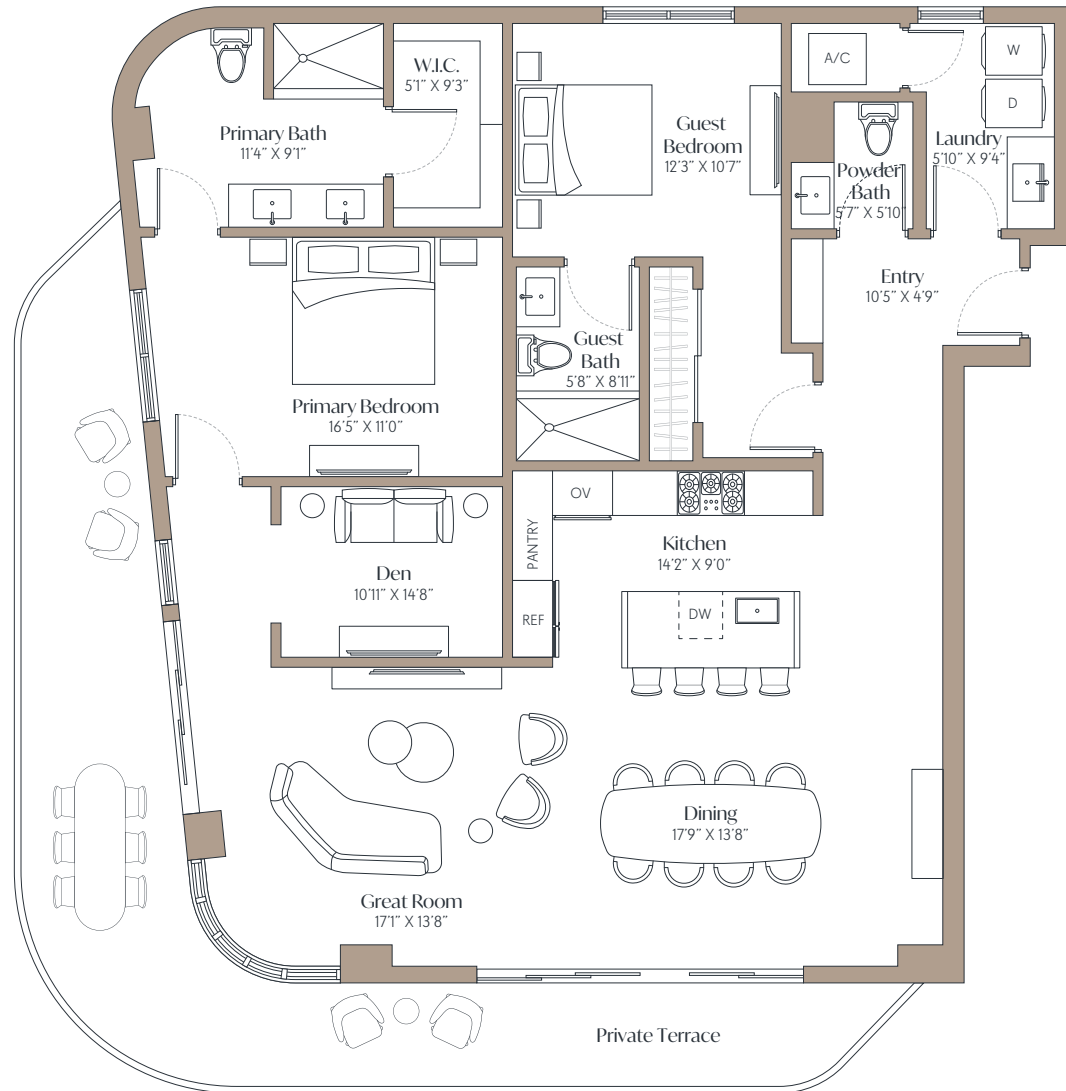 W.I.C.
5'1" X 9'3"
A/C
W
D
Primary Bath
11'4" X 9'1"
Guest
Bedroom
12'3" X 10'7"
Laundry
5'10" X 9'4"
Powder
Bath
5'7" X 5'10"
Entry
10'5" X 4'9"
Guest
Bath
5'8" X 8'11"
Primary Bedroom
16'5" X 11'0"
OV
PANTRY
REF
Kitchen
14'2" X 9'0"
DW
Den
10'11" X 14'8"
Dining
17'9" X 13'8"
Great Room
17'1" X 13'8"
Private Terrace